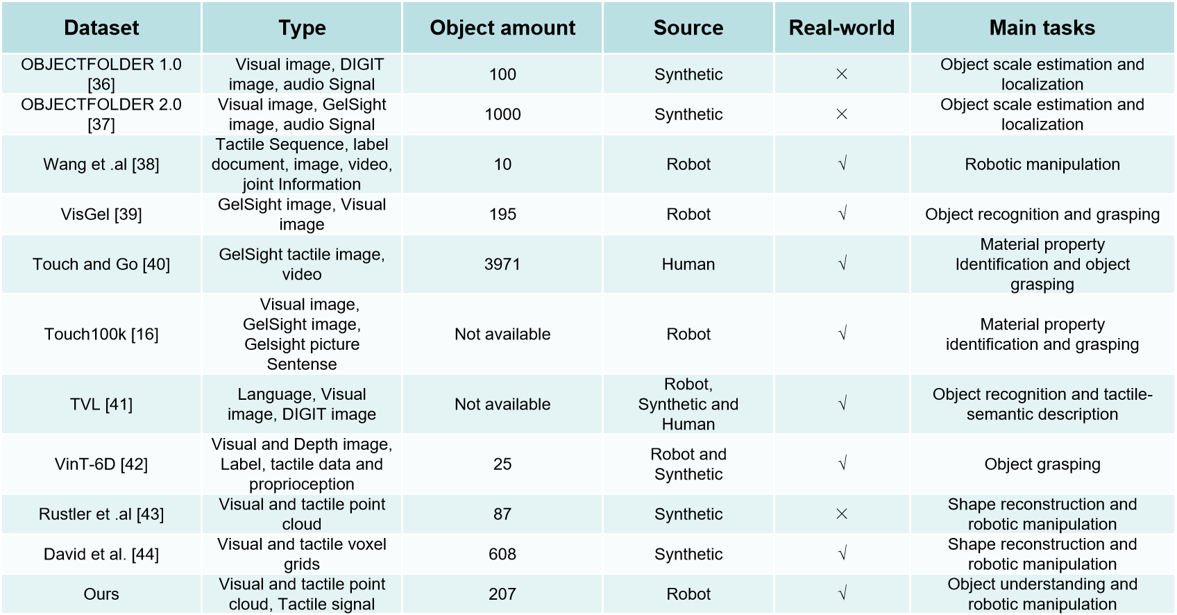 Dataset Type Object amount Source Real-world Main tasks
OBJECTFOLDER 1.0
[36]
Visual image, DIGIT
image, audio Signal
100
Synthetic
×
Object scale estimation and
localization
OBJECTFOLDER 2.0
[37]
Visual image, GelSight
image, audio Signal
1000
Synthetic
×
Object scale estimation and
localization
Wang et .al [38]
Tactile Sequence, label
document, image, video,
joint Information
10
Robot
√
Robotic manipulation
VisGel [39]
GelSight image, Visual
image
195
Robot
√
Object recognition and grasping
Touch and Go [40]
GelSight tactile image,
video
3971
Human
√
Material property
Identification and object
grasping
Touch100k [16]
Visual image,
GelSight image,
Gelsight picture
Sentense
Not available
Robot
√
Material property
identification and grasping
TVL [41]
Language, Visual
image, DIGIT image
Not available
Robot,
Synthetic and
Human
√
Object recognition and tactile-
semantic description
VinT-6D [42]
Visual and Depth image,
Label, tactile data and
proprioception
25
Robot and
Synthetic
√
Object grasping
Rustler et .al [43]
Visual and tactile point
cloud
87
Synthetic
×
Shape reconstruction and
robotic manipulation
David et al. [44]
Visual and tactile voxel
grids
608
Synthetic
√
Shape reconstruction and
robotic manipulation
Ours
Visual and tactile point
cloud, Tactile signal
207
Robot
√
Object understanding and
robotic manipulation